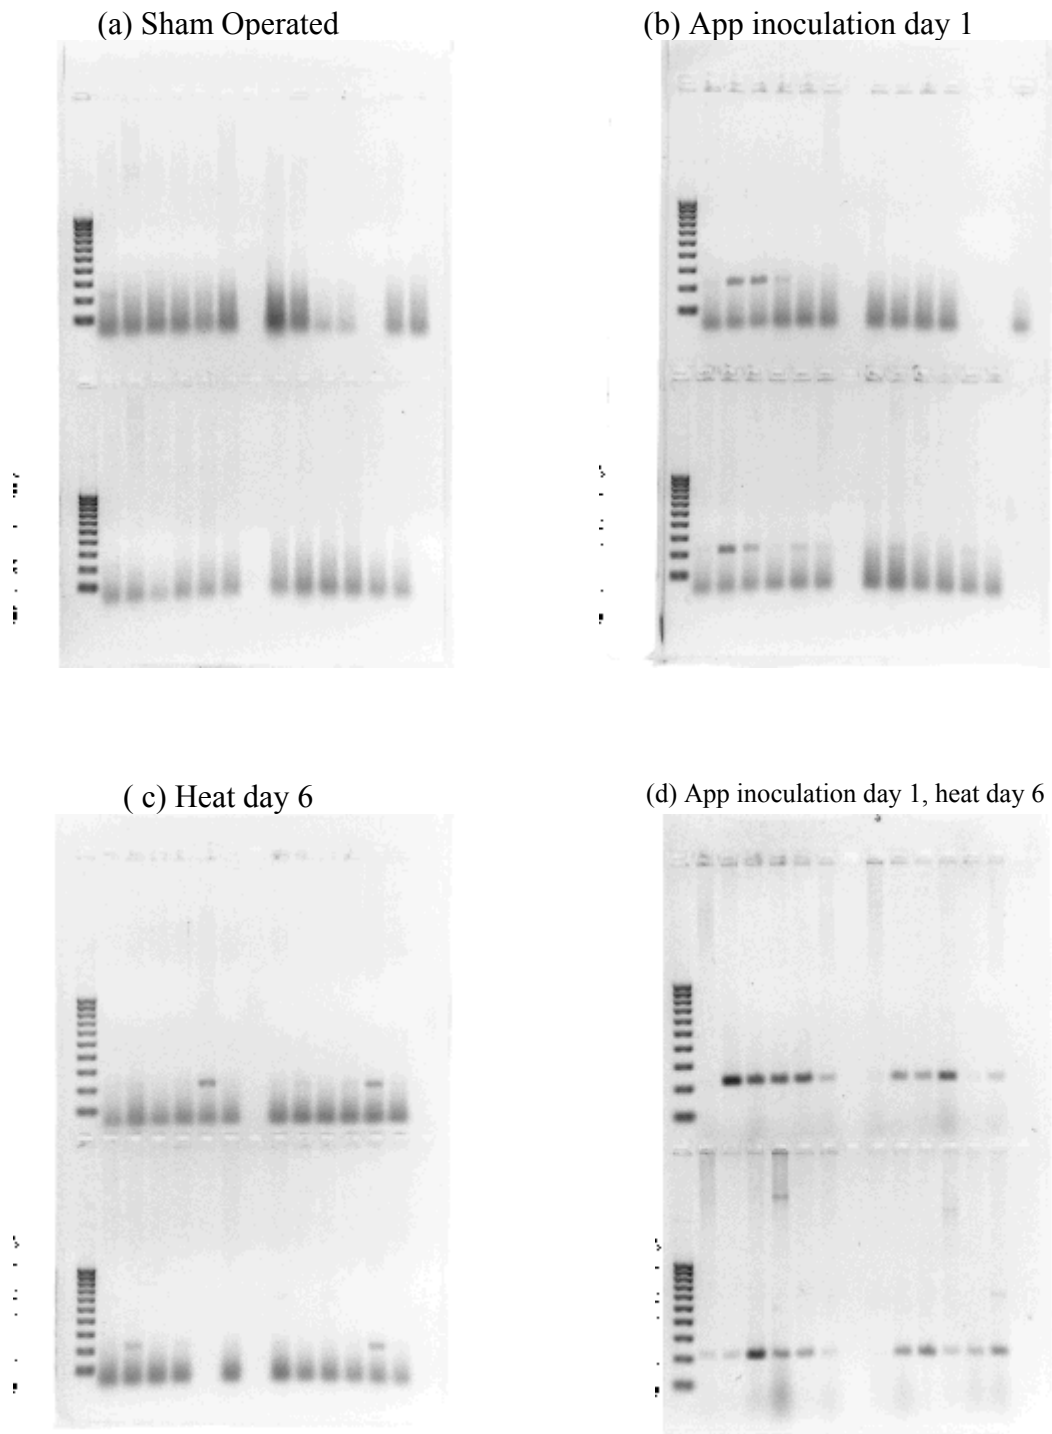 (a) Sham Operated
(b) App inoculation day 1
( c) Heat day 6
(d) App inoculation day 1, heat day 6